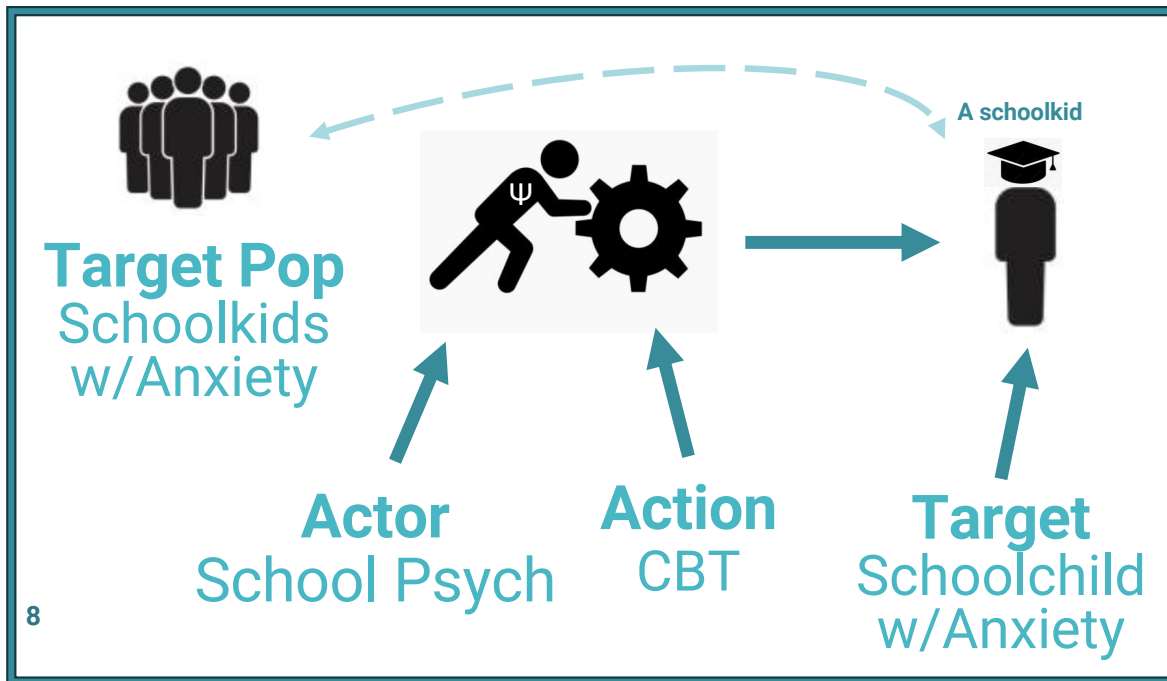 A schoolkid
Ψ
Target Pop
Schoolkids
w/Anxiety
Actor
School Psych
Action
CBT
Target
Schoolchild
w/Anxiety
8